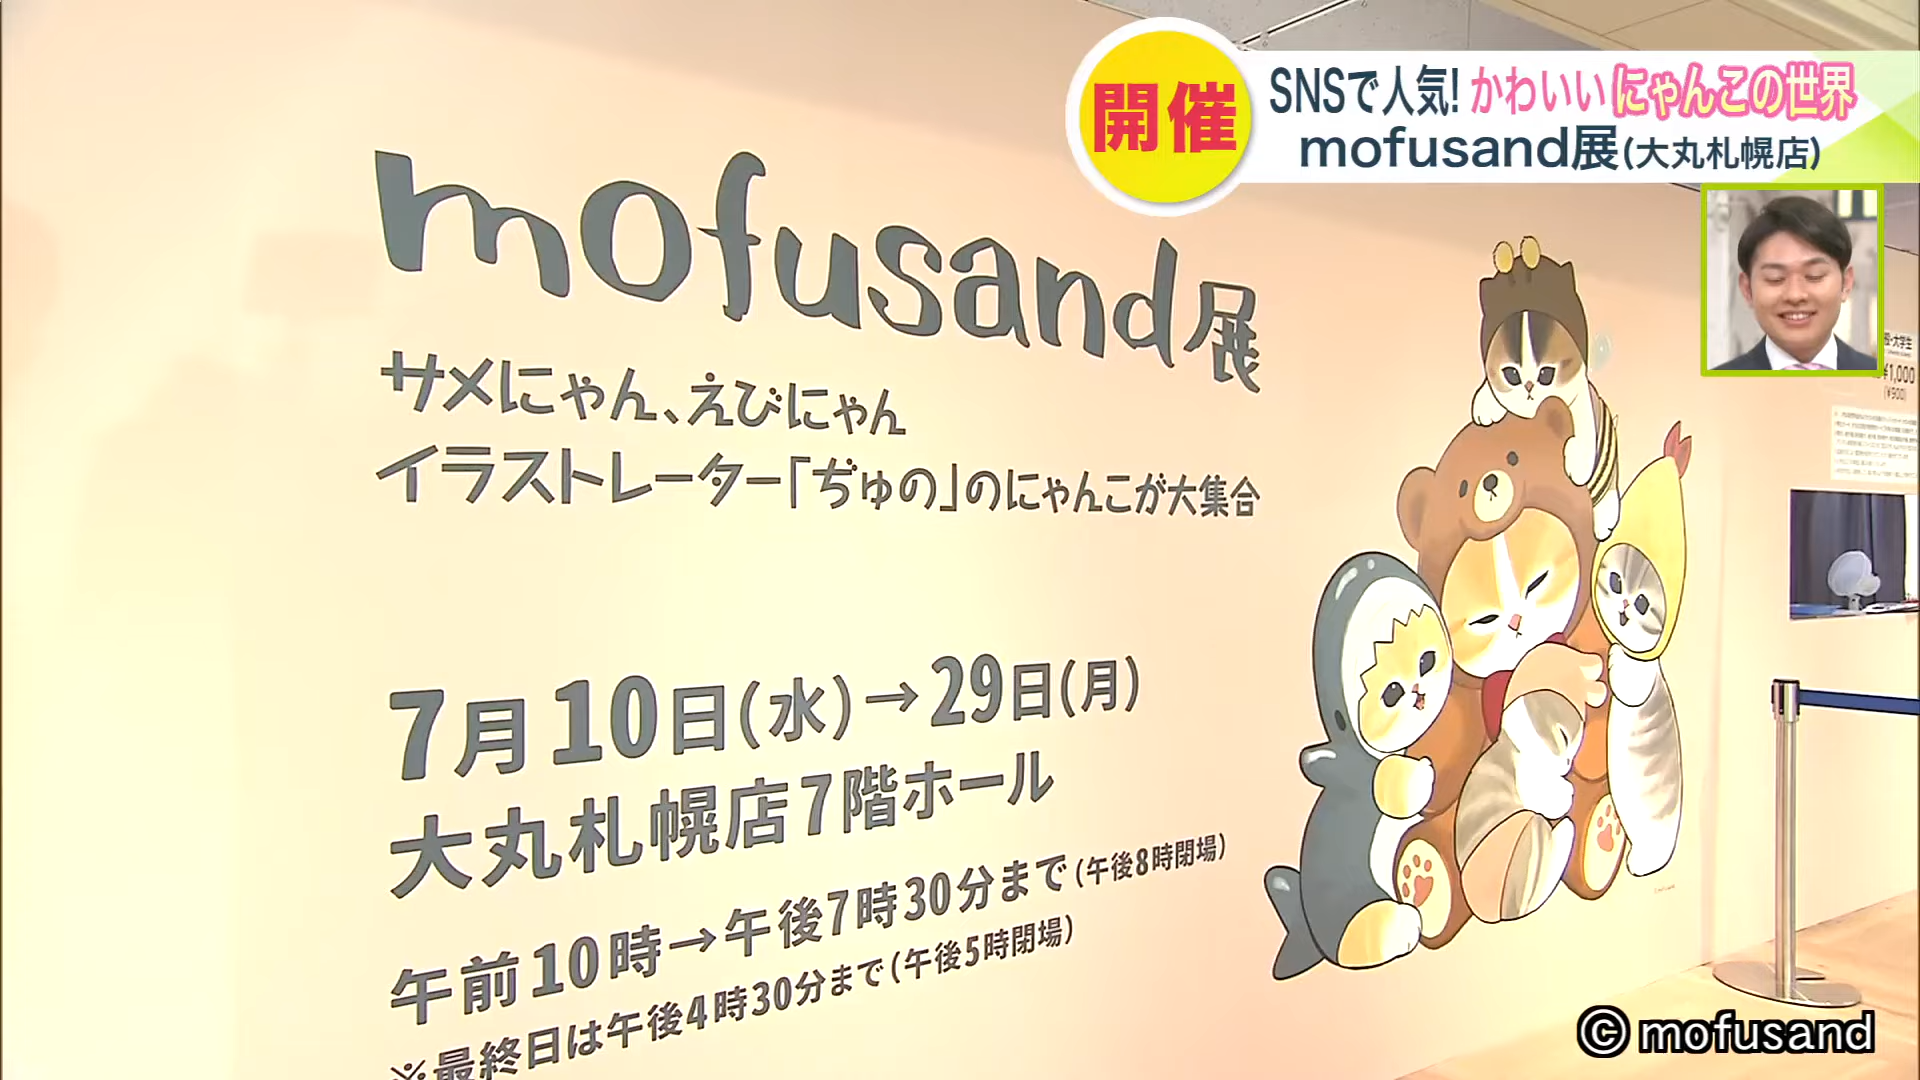 開催
SNSで人気!かわいいにゃんこの世界
mofusand展(大丸札幌店)
mofusand展
サメにゃん、えびにゃん
イラストレーター「ぢゅの」のにゃんこが大集合
7月10日(水)→29日(月)
大丸札幌店7階ホール
午前10時→午後7時30分まで(午後8時閉場)
※最終日は午後4時30分まで(午後5時閉場)
・大学生
¥1,000
(¥900)
© mofusand